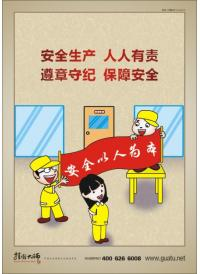 安全生产 人人有责
遵章守纪 保障安全
安全以人为本
400-626 6008
www.guatu.net